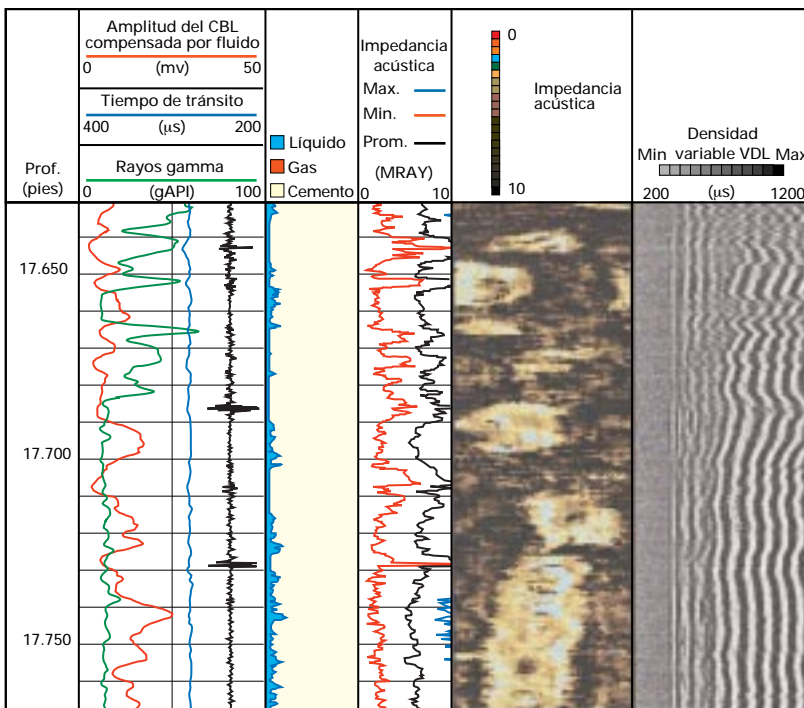 Amplitud del CBL
compensada por fluido
0 (mv) 50
Tiempo de tránsito
400 (μs) 200
Rayos gamma
0 (gAPI) 100
Prof.
(pies)
Líquido
Gas
Cemento
Impedancia
acústica
Max.
Min.
Prom.
(MRAY)
0 10
0
Impedancia
acústica
10
Densidad
Min variable VDL Max
200 (μs) 1200
17.650
17.700
17.750